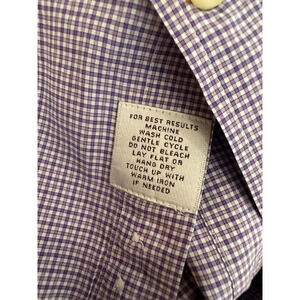 FOR BEST RESULTS
MACHINE
WASH COLD
GENTLE CYCLE
DO NOT BLEACH
LAY FLAT OR
HANG DRY
TOUCH UP WITH
WARM IRON
IF NEEDED